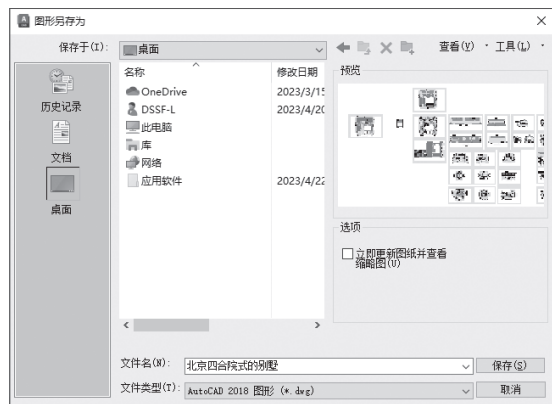 图形另存为
保存于(I):
桌面
查看(V)
工具(L)
历史记录
文档
桌面
名称
修改日期
OneDrive
2023/3/15
DSSF-L
2023/4/20
此电脑
库
网络
应用软件
2023/4/22
预览
选项
立即更新图纸并查看
缩略图(U)
文件名(N):
北京四合院式的别墅
保存(S)
文件类型(T):
AutoCAD 2018 图形 (*.dwg)
取消